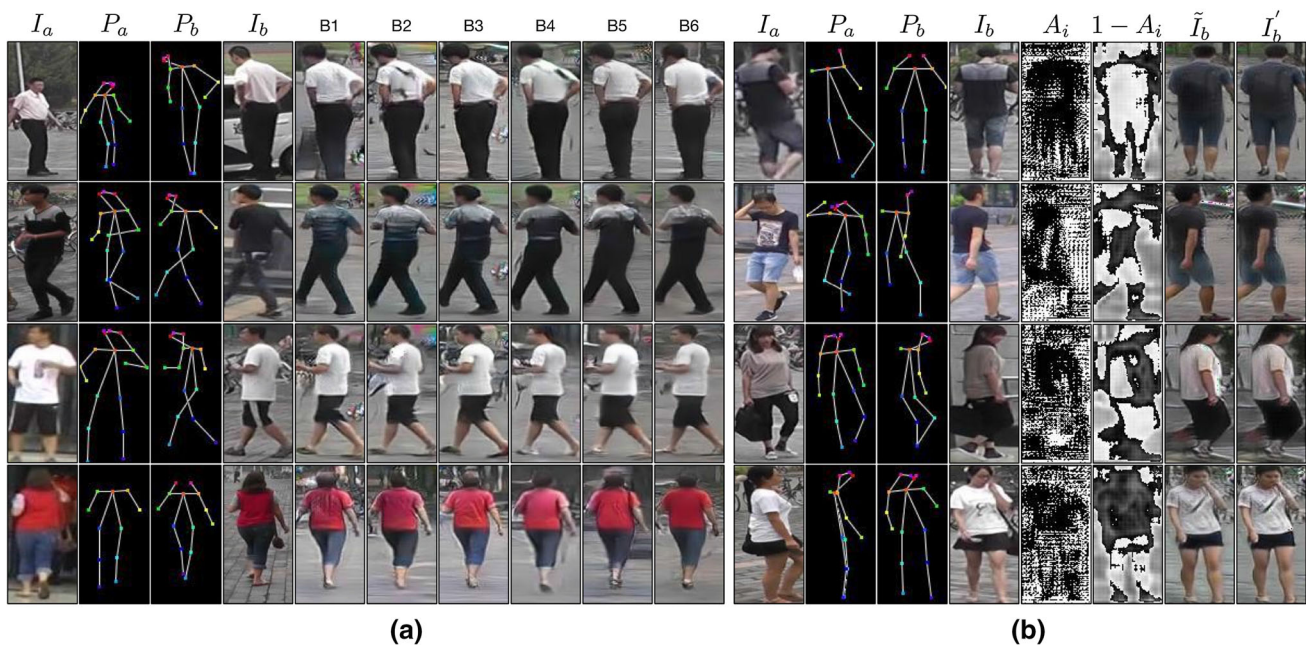 I_a P_a P_b I_b B1 B2 B3 B4 B5 B6 I_a P_a P_b I_b A_i 1 − A_i Ĩ_b I_b'
(a) (b)